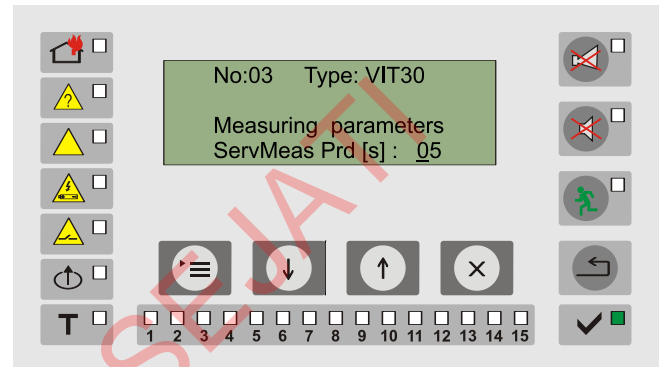 No:03 Type: VIT30
Measuring parameters
ServMeas Prd [s] : 05
?
T
1 2 3 4 5 6 7 8 9 10 11 12 13 14 15
SEJATI